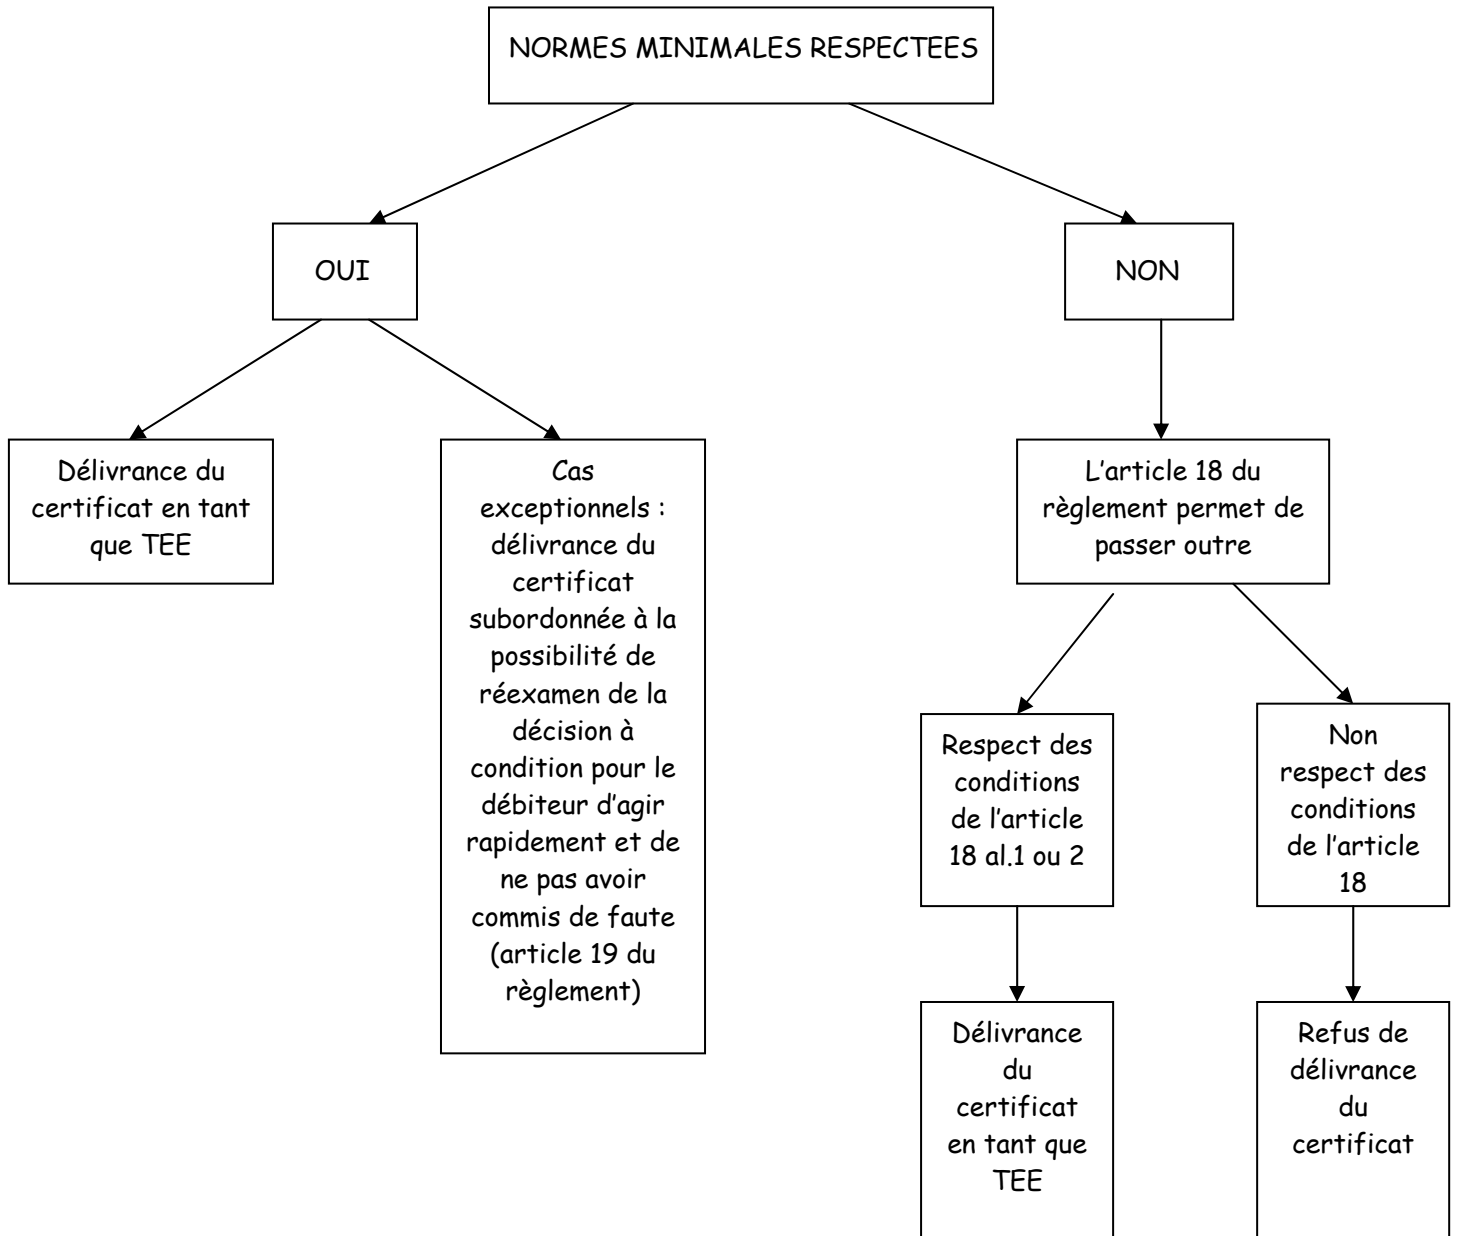 NORMES MINIMALES RESPECTEES
OUI
NON
Délivrance du
certificat en tant
que TEE
Cas
exceptionnels :
délivrance du
certificat
subordonnée à la
possibilité de
réexamen de la
décision à
condition pour le
débiteur d'agir
rapidement et de
ne pas avoir
commis de faute
(article 19 du
règlement)
L'article 18 du
règlement permet de
passer outre
Respect des
conditions
de l'article
18 al.1 ou 2
Non
respect des
conditions
de l'article
18
Délivrance
du
certificat
en tant que
TEE
Refus de
délivrance
du
certificat